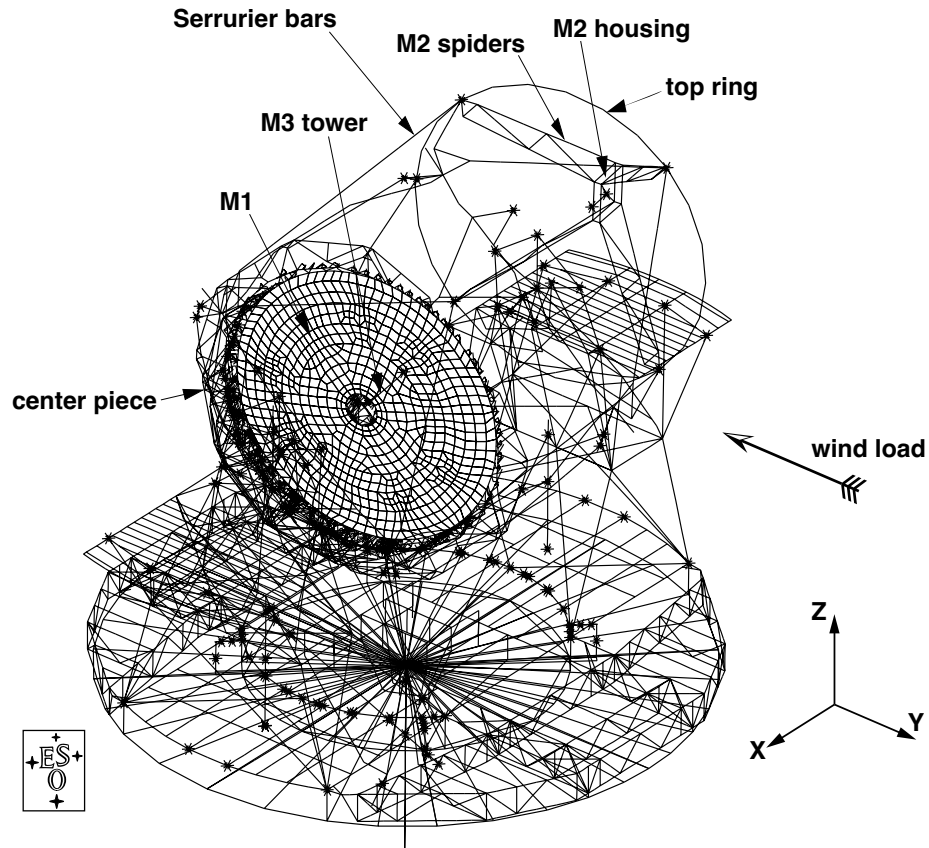 Serrurier bars
M2 spiders
M2 housing
top ring
M3 tower
M1
center piece
wind load
Z
X
Y
ES
O